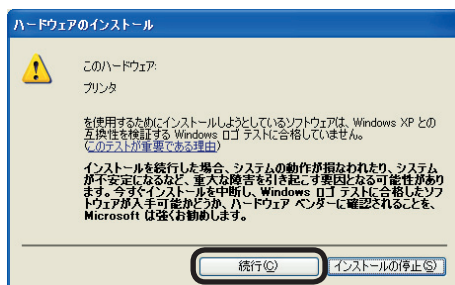 ハードウェアのインストール
このハードウェア:
プリンタ
を使用するためにインストールしようとしているソフトウェアは、Windows XP との
互換性を検証する Windows ロゴ テストに合格していません。
(このテストが重要である理由)
インストールを続行した場合、システムの動作が損なわれたり、システム
が不安定になるなど、重大な障害を引き起こす要因となる可能性があり
ます。今すぐインストールを中断し、Windows ロゴ テストに合格したソフ
トウェアが入手可能かどうか、ハードウェア ベンダーに確認されることを、
Microsoft は強くお勧めします。
続行(C) インストールの停止(S)